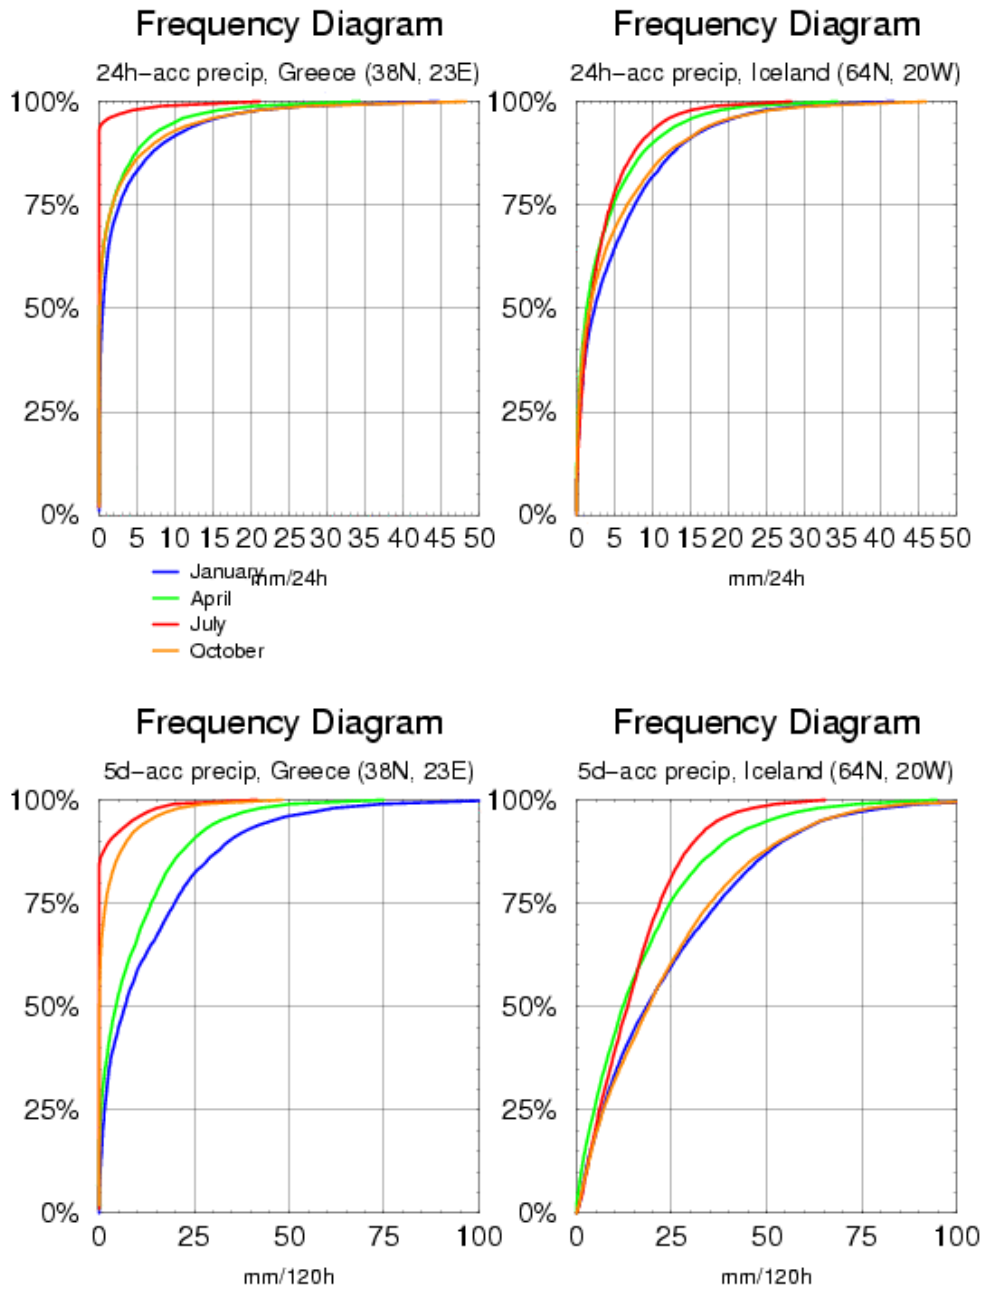 Frequency Diagram
24h-acc precip, Greece (38N, 23E)
100%
75%
50%
25%
0%
0 5 10 15 20 25 30 35 40 45 50
mm/24h
January
April
July
October
Frequency Diagram
24h-acc precip, Iceland (64N, 20W)
100%
75%
50%
25%
0%
0 5 10 15 20 25 30 35 40 45 50
mm/24h
Frequency Diagram
5d-acc precip, Greece (38N, 23E)
100%
75%
50%
25%
0%
0 25 50 75 100
mm/120h
Frequency Diagram
5d-acc precip, Iceland (64N, 20W)
100%
75%
50%
25%
0%
0 25 50 75 100
mm/120h